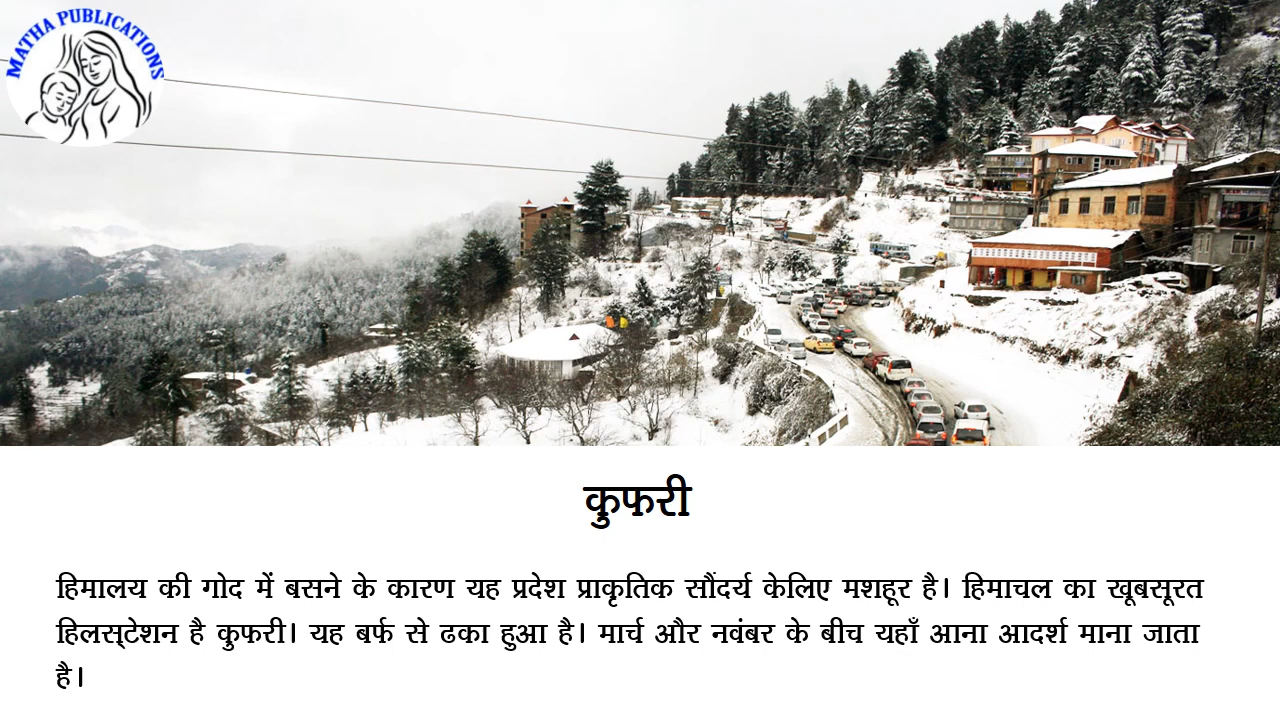 MATHA PUBLICATIONS
कुफरी
हिमालय की गोद में बसने के कारण यह प्रदेश प्राकृतिक सौंदर्य केलिए मशहूर है। हिमाचल का खूबसूरत
हिलस्टेशन है कुफरी। यह बर्फ से ढका हुआ है। मार्च और नवंबर के बीच यहाँ आना आदर्श माना जाता
है।